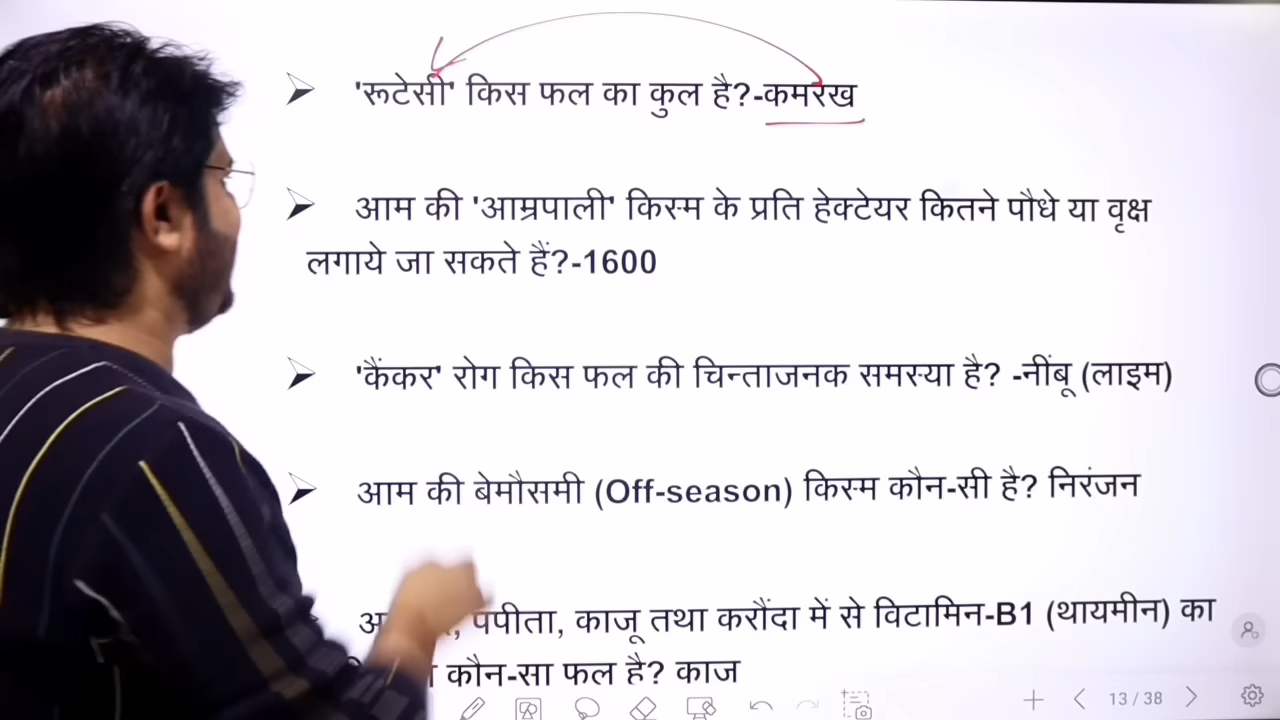 'रूटेसी' किस फल का कुल है?-कमरख
आम की 'आम्रपाली' किस्म के प्रति हेक्टेयर कितने पौधे या वृक्ष
लगाये जा सकते हैं?-1600
'कैंकर' रोग किस फल की चिन्ताजनक समस्या है? -नींबू (लाइम)
आम की बेमौसमी (Off-season) किस्म कौन-सी है? निरंजन
पपीता, काजू तथा करौंदा में से विटामिन-B1 (थायमीन) का
कौन-सा फल है? काज
13 / 38